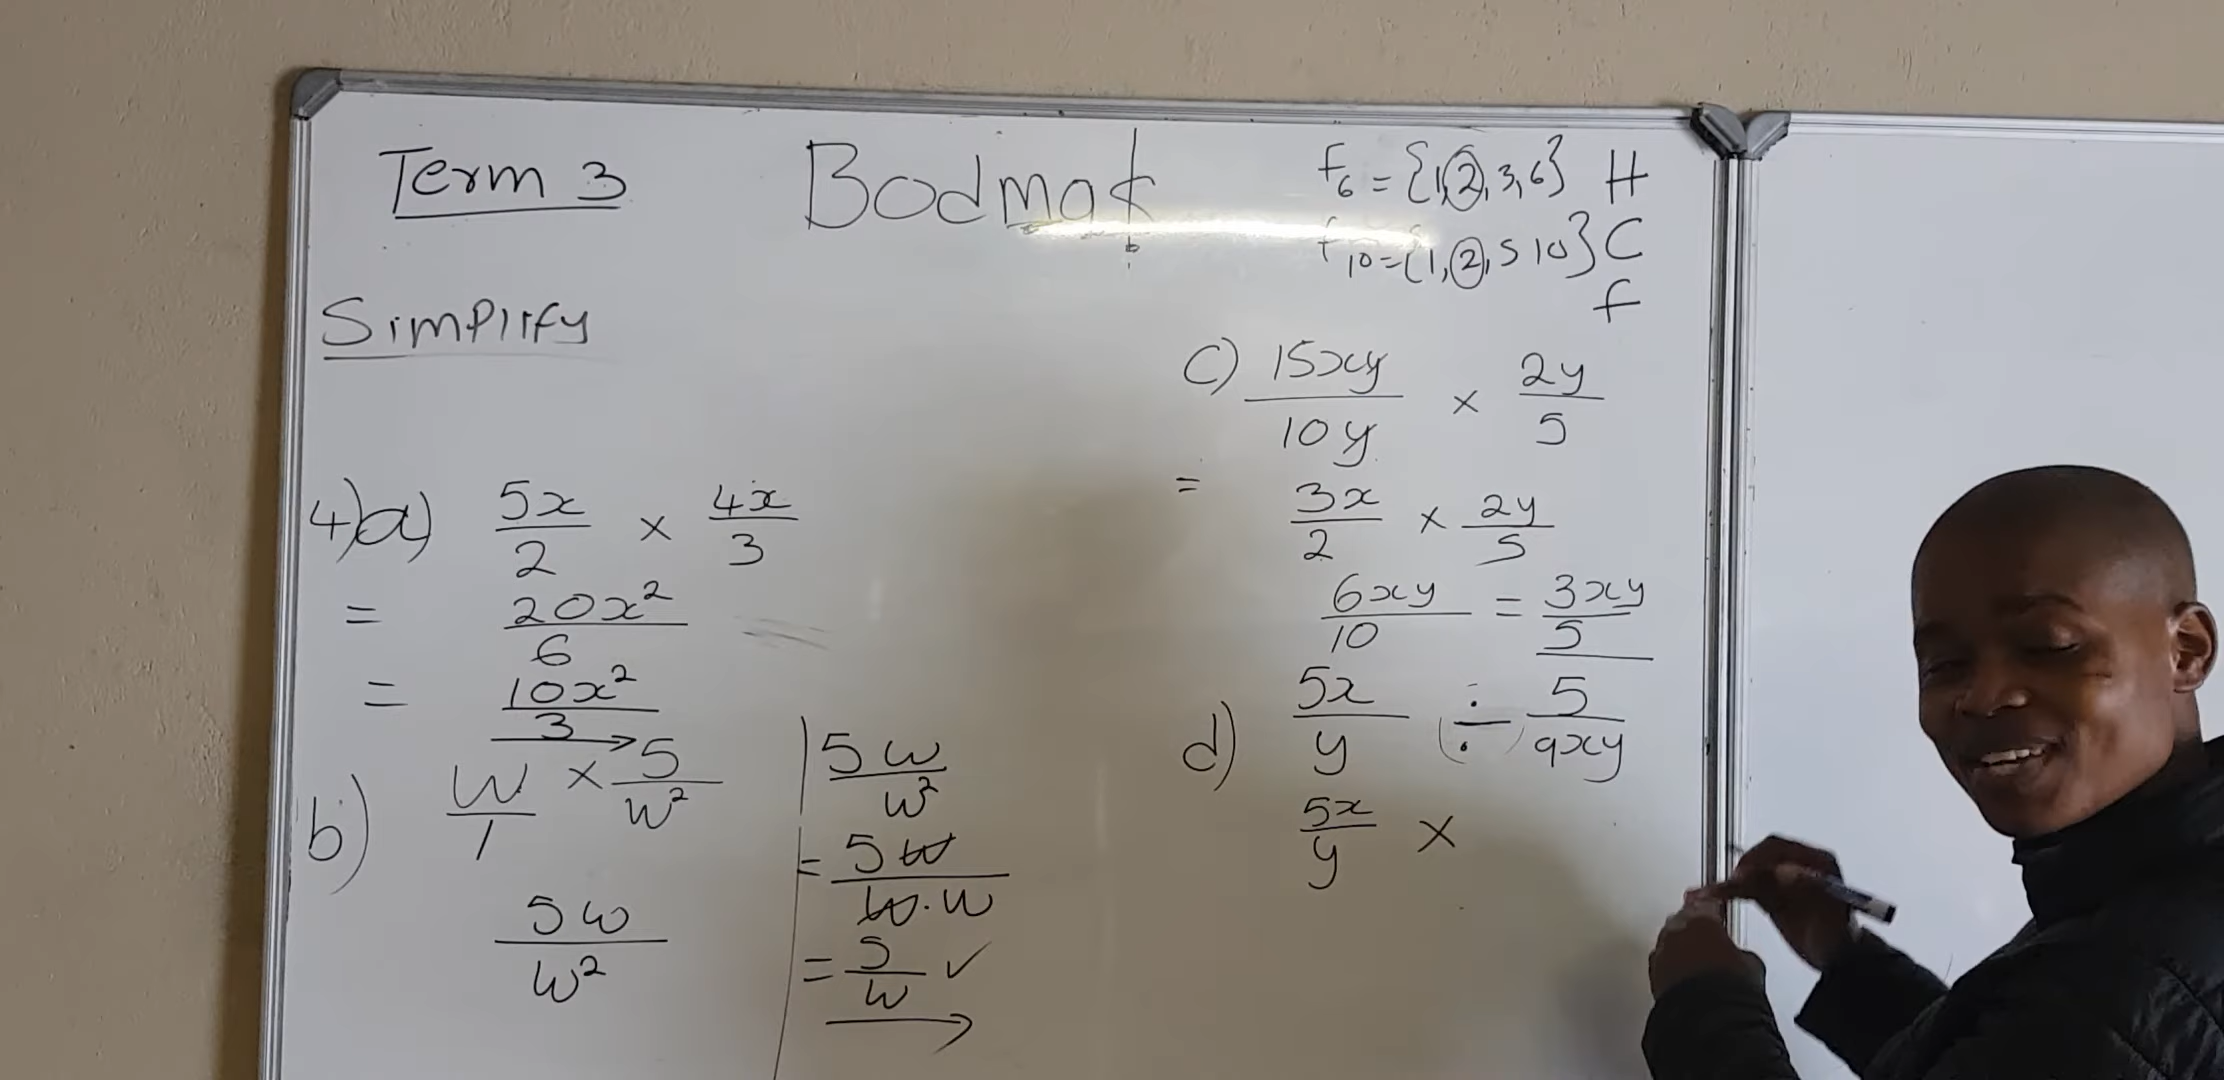 Term 3
Bodmas
f₆ = {1, 2, 3, 6} H
f₁₀ = {1, 2, 5 10} C
f
Simplify
4) a) 5x/2 × 4x/3
= 20x²/6
= 10x²/3
b) w/1 × 5/w²
5w/w²
5w/w²
= 5w/w.w
= 5/w ✓
c) 15xy/10y × 2y/5
= 3x/2 × 2y/5
6xy/10 = 3xy/5
d) 5x/y ÷ 5/9xy
5x/y ×